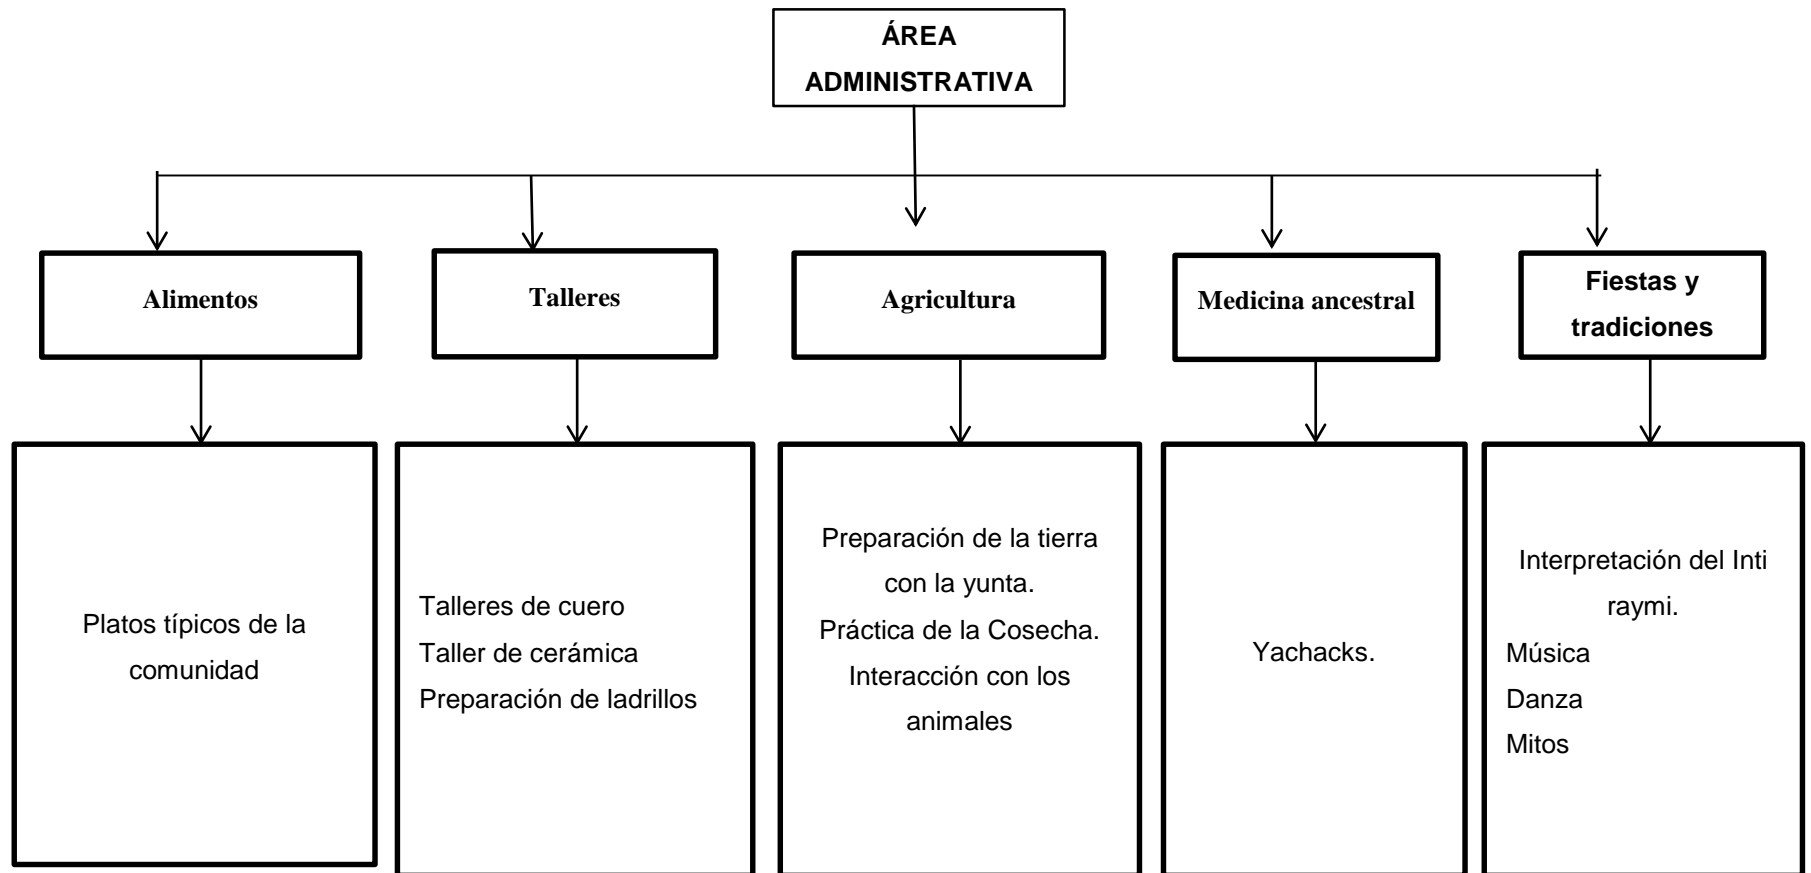 ÁREA
ADMINISTRATIVA
Alimentos
Talleres
Agricultura
Medicina ancestral
Fiestas y
tradiciones
Platos típicos de la
comunidad
Talleres de cuero
Taller de cerámica
Preparación de ladrillos
Preparación de la tierra
con la yunta.
Práctica de la Cosecha.
Interacción con los
animales
Yachacks.
Interpretación del Inti
raymi.
Música
Danza
Mitos